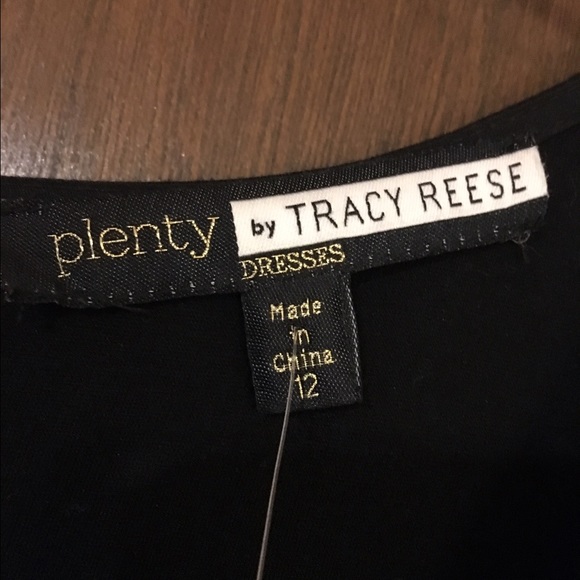 plenty by TRACY REESE
DRESSES
Made
in
China
12